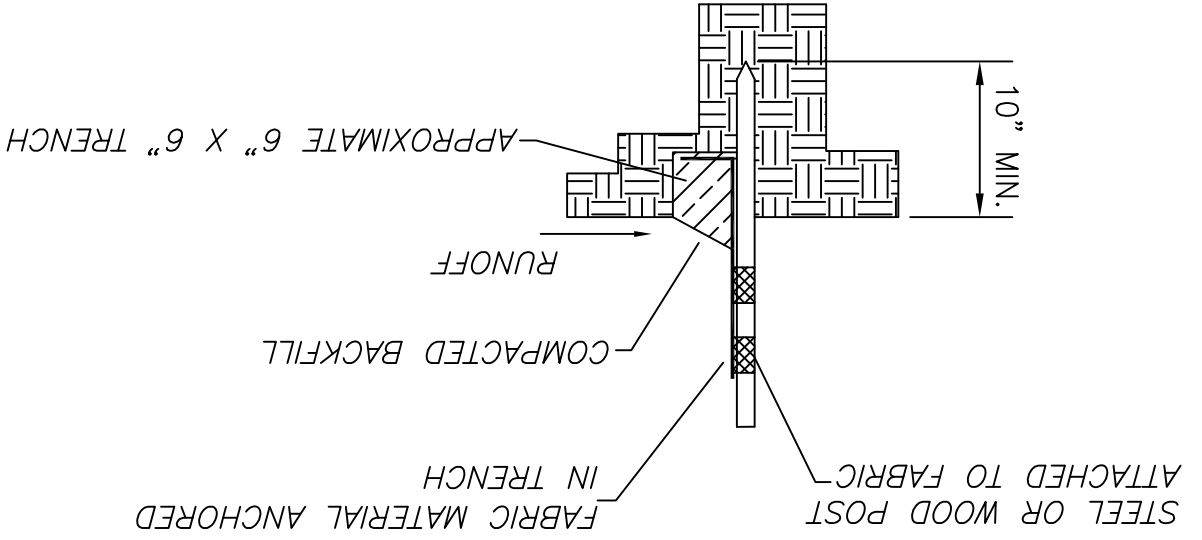 STEEL OR WOOD POST
ATTACHED TO FABRIC
FABRIC MATERIAL ANCHORED
IN TRENCH
COMPACTED BACKFILL
RUNOFF
10" MIN.
APPROXIMATE 6" X 6" TRENCH